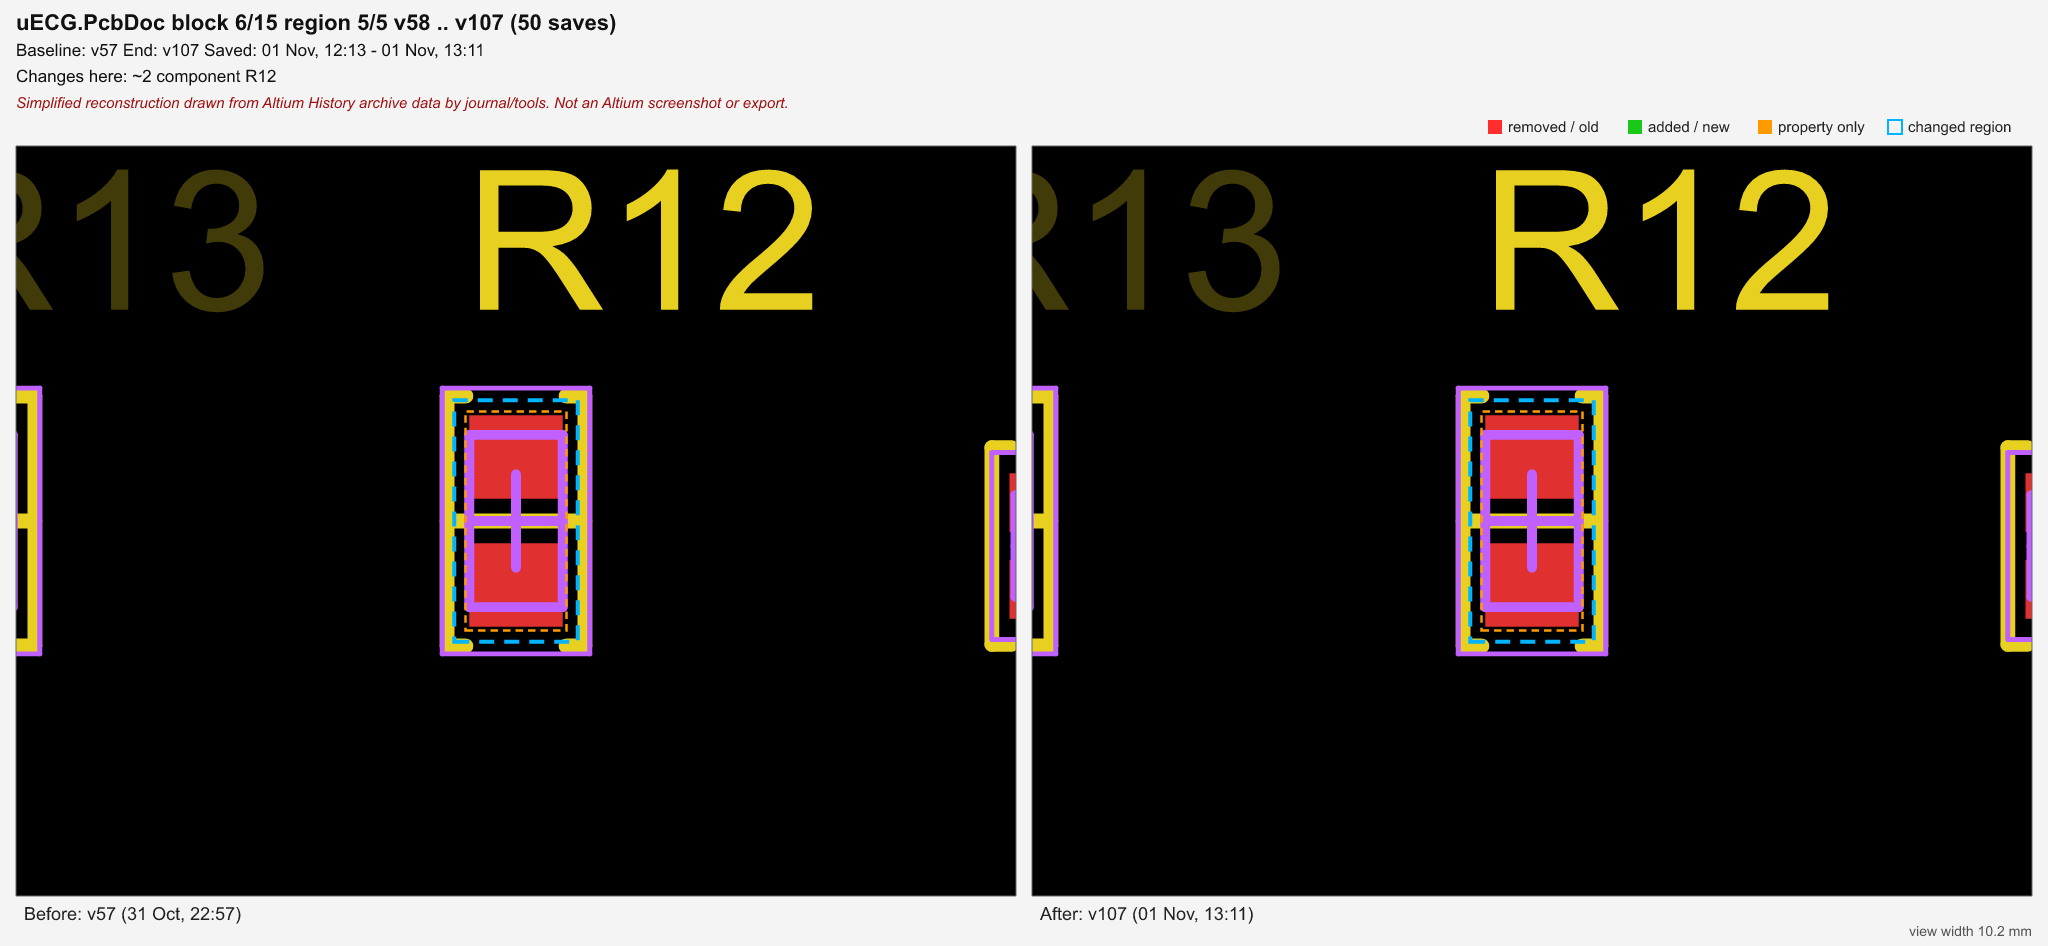 uECG.PcbDoc block 6/15 region 5/5 v58 .. v107 (50 saves)
Baseline: v57 End: v107 Saved: 01 Nov, 12:13 - 01 Nov, 13:11
Changes here: ~2 component R12
Simplified reconstruction drawn from Altium History archive data by journal/tools. Not an Altium screenshot or export.
removed / old
added / new
property only
changed region
R13
R12
R13
R12
Before: v57 (31 Oct, 22:57)
After: v107 (01 Nov, 13:11)
view width 10.2 mm